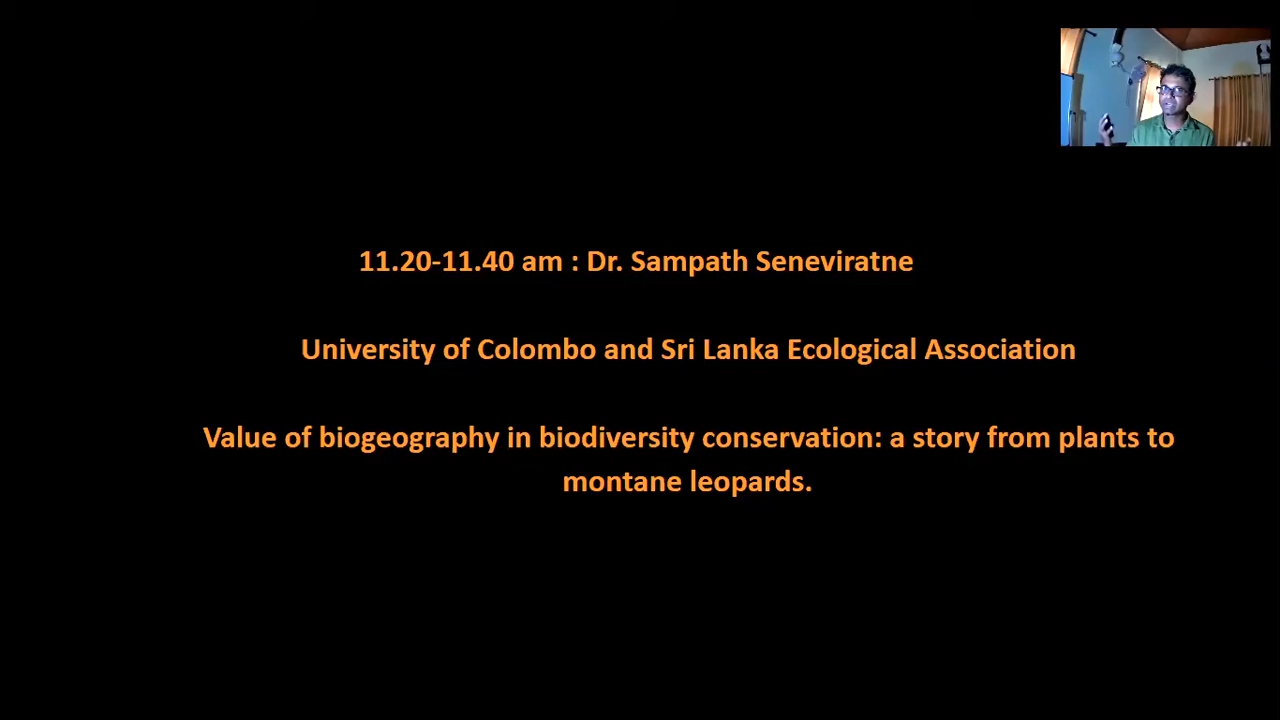 11.20-11.40 am : Dr. Sampath Seneviratne
University of Colombo and Sri Lanka Ecological Association
Value of biogeography in biodiversity conservation: a story from plants to
montane leopards.